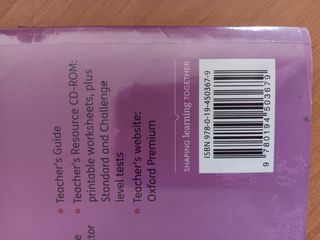 • Teacher's Guide
• Teacher's Resource CD-ROM:
printable worksheets, plus
Standard and Challenge
level tests
• Teacher's website:
Oxford Premium
SHAPING learning TOGETHER
ISBN 978-0-19-450367-9
9 780194 503679